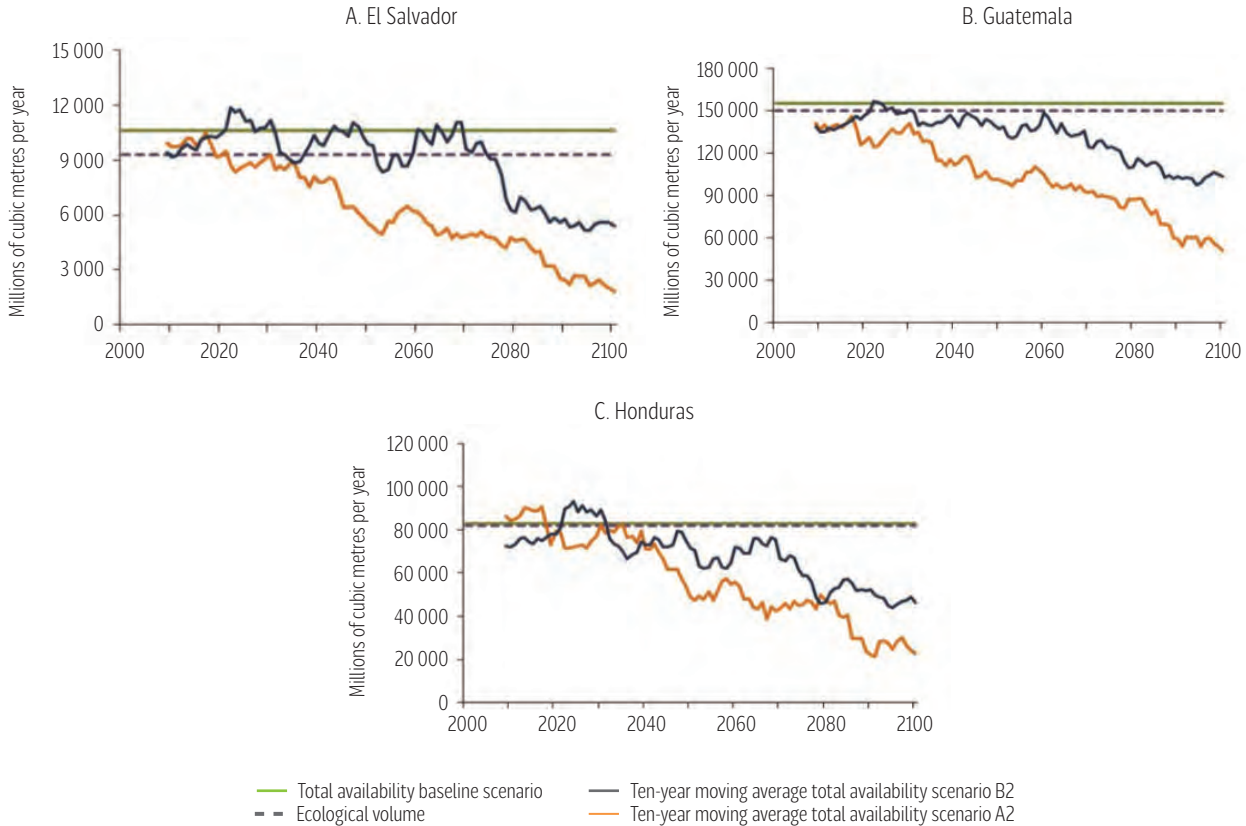 A. El Salvador
Millions of cubic metres per year
15 000
12 000
9 000
6 000
3 000
0
2000 2020 2040 2060 2080 2100
B. Guatemala
Millions of cubic metres per year
180 000
150 000
120 000
90 000
60 000
30 000
0
2000 2020 2040 2060 2080 2100
C. Honduras
Millions of cubic metres per year
120 000
100 000
80 000
60 000
40 000
20 000
0
2000 2020 2040 2060 2080 2100
Total availability baseline scenario
Ecological volume
Ten-year moving average total availability scenario B2
Ten-year moving average total availability scenario A2